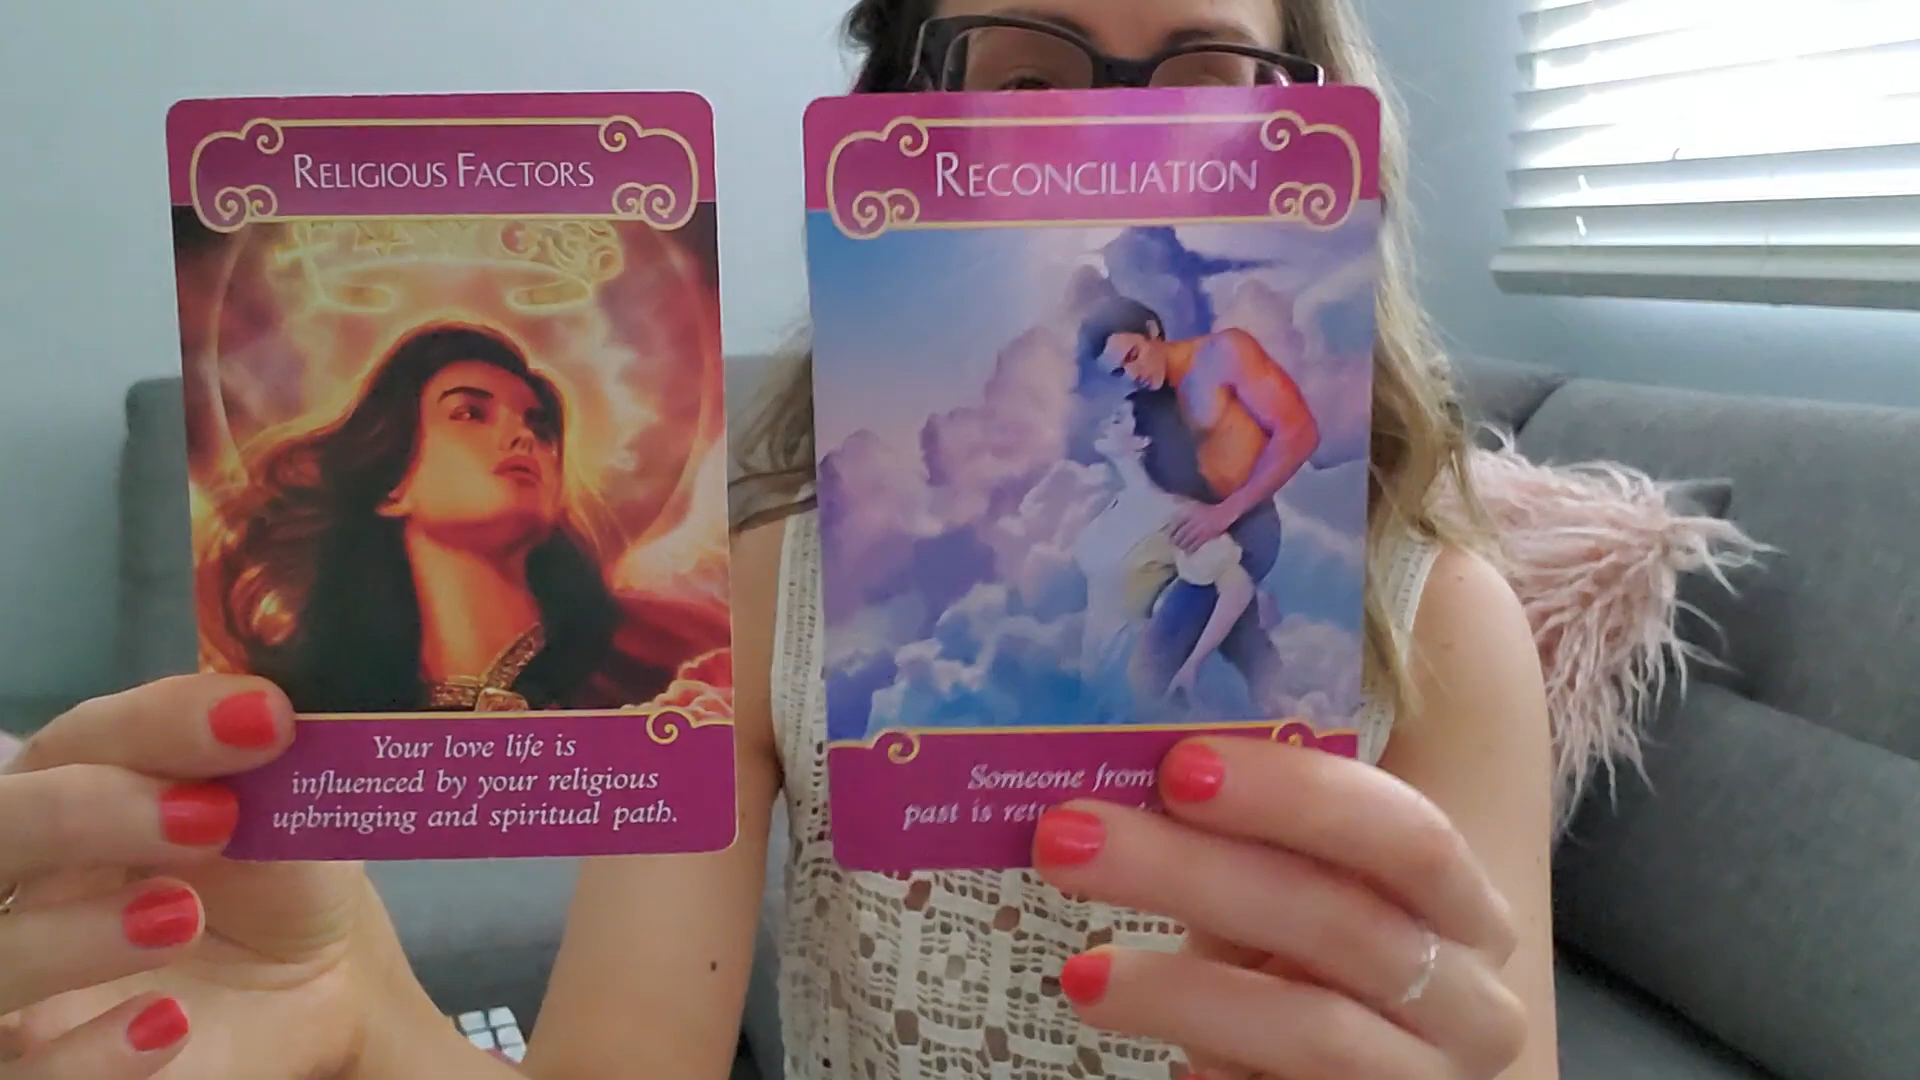 Religious Factors
Your love life is
influenced by your religious
upbringing and spiritual path.
Reconciliation
Someone from
past is